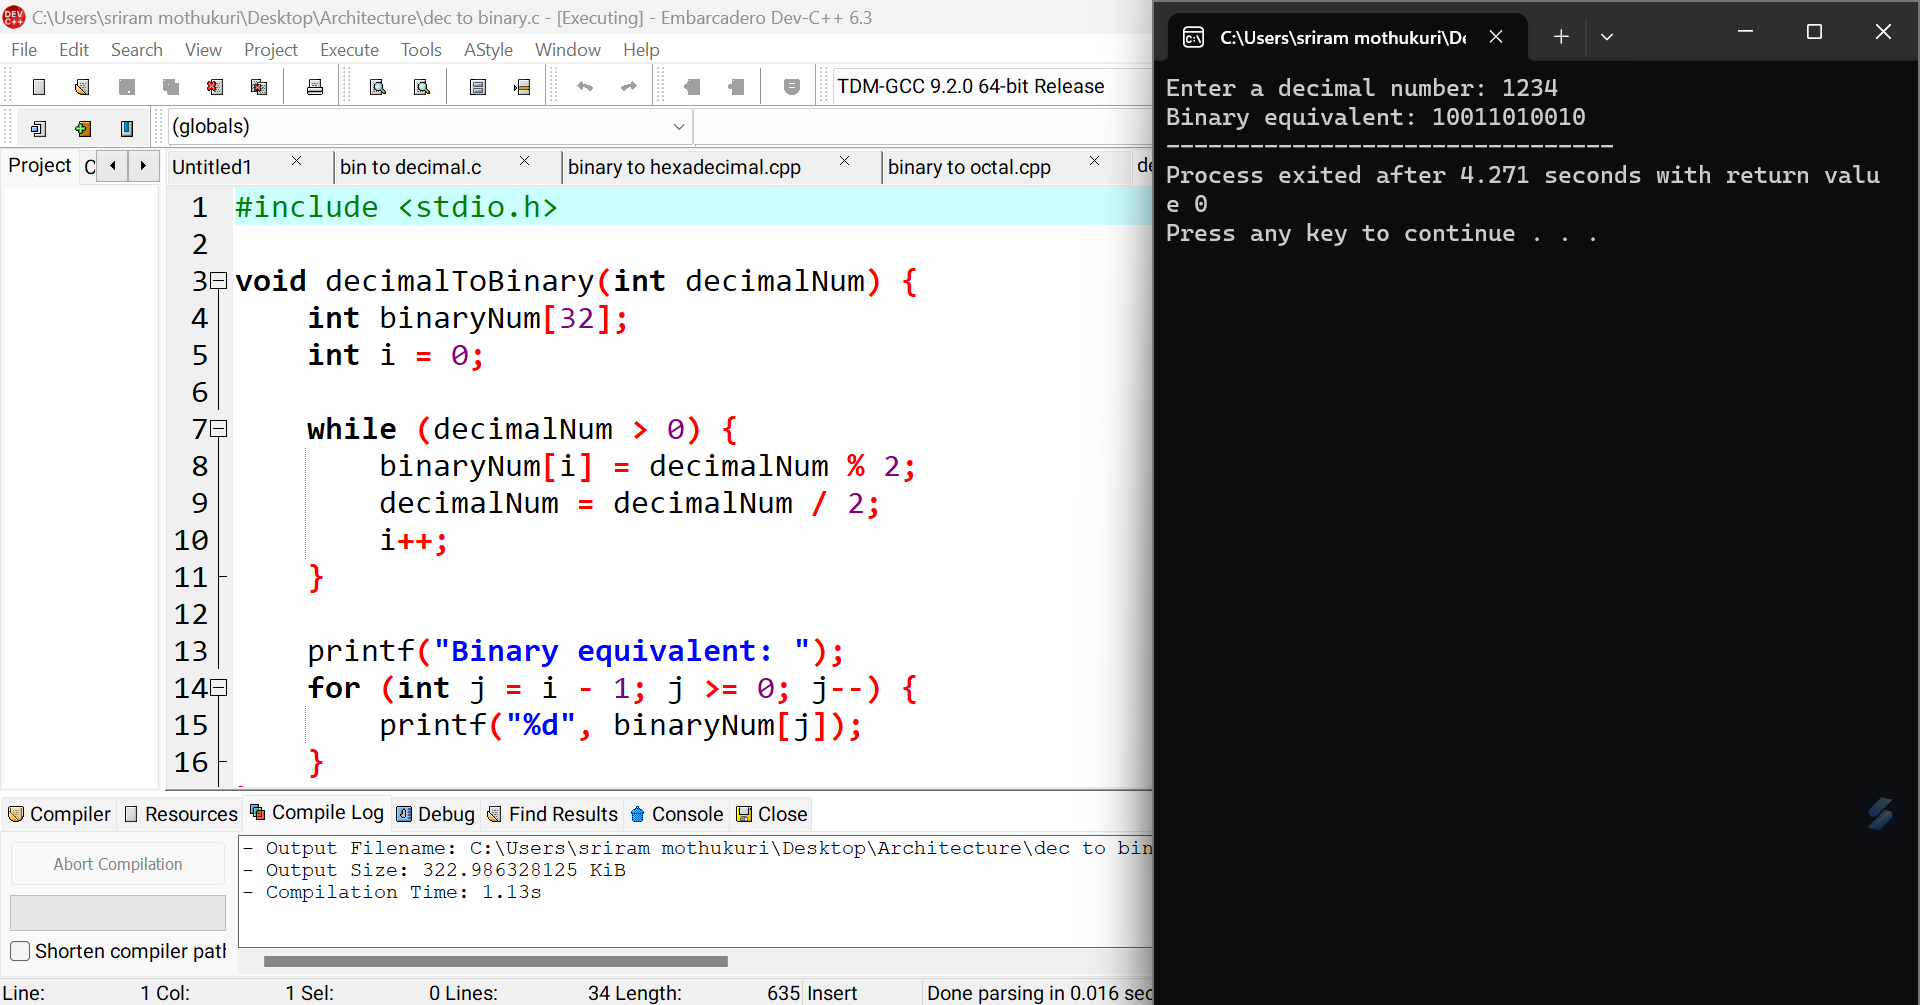 C:\Users\sriram mothukuri\Desktop\Architecture\dec to binary.c - [Executing] - Embarcadero Dev-C++ 6.3
File Edit Search View Project Execute Tools AStyle Window Help
TDM-GCC 9.2.0 64-bit Release
(globals)
Project
Untitled1 bin to decimal.c binary to hexadecimal.cpp binary to octal.cpp
1 #include <stdio.h>
2
3 void decimalToBinary(int decimalNum) {
4 int binaryNum[32];
5 int i = 0;
6
7 while (decimalNum > 0) {
8 binaryNum[i] = decimalNum % 2;
9 decimalNum = decimalNum / 2;
10 i++;
11 }
12
13 printf("Binary equivalent: ");
14 for (int j = i - 1; j >= 0; j--) {
15 printf("%d", binaryNum[j]);
16 }
Compiler Resources Compile Log Debug Find Results Console Close
Abort Compilation
Shorten compiler path
- Output Filename: C:\Users\sriram mothukuri\Desktop\Architecture\dec to bin
- Output Size: 322.986328125 KiB
- Compilation Time: 1.13s
Line: 1 Col: 1 Sel: 0 Lines: 34 Length: 635 Insert Done parsing in 0.016 sec
C:\Users\sriram mothukuri\De
Enter a decimal number: 1234
Binary equivalent: 10011010010
--------------------------------
Process exited after 4.271 seconds with return valu
e 0
Press any key to continue . . .